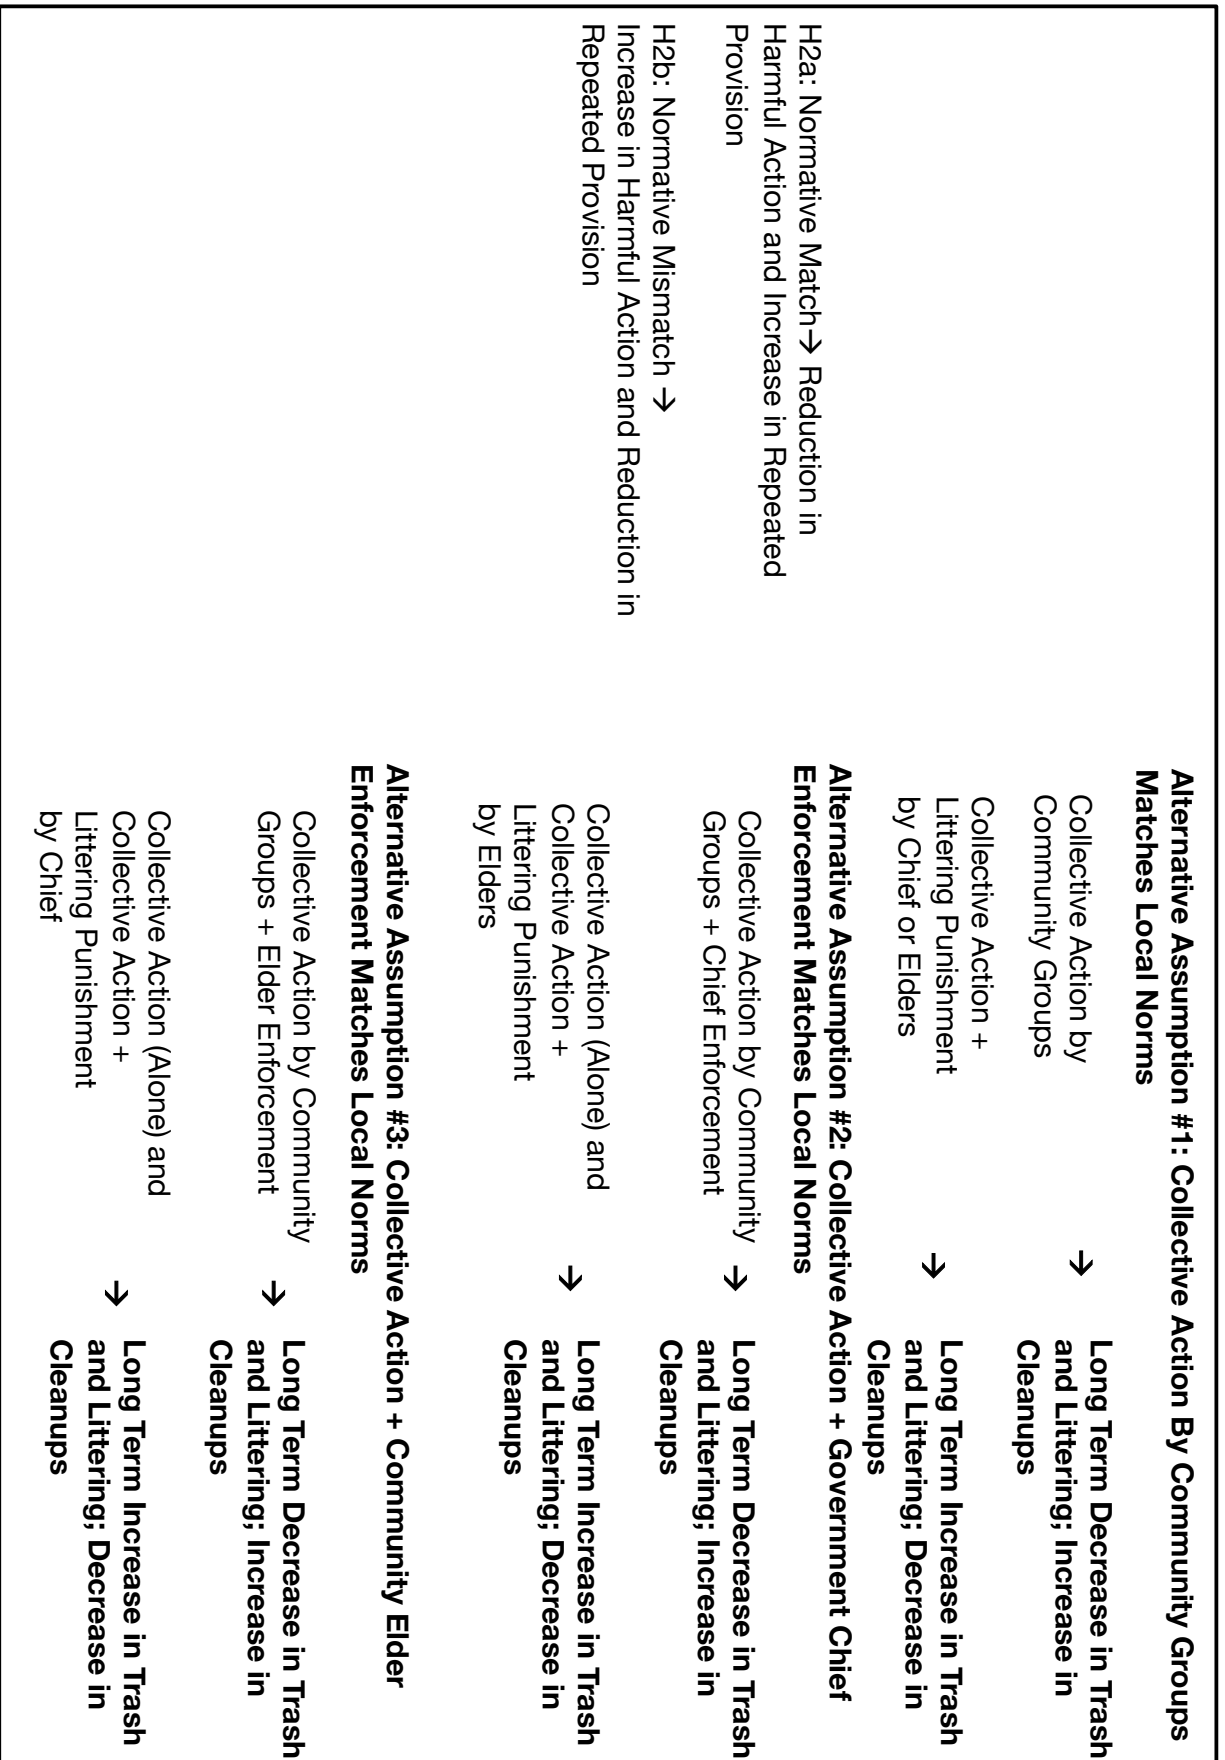 H2a: Normative Match→ Reduction in
Harmful Action and Increase in Repeated
Provision
H2b: Normative Mismatch →
Increase in Harmful Action and Reduction in
Repeated Provision
Alternative Assumption #1: Collective Action By Community Groups
Matches Local Norms
Collective Action by
Community Groups
→
Long Term Decrease in Trash
and Littering; Increase in
Cleanups
Collective Action +
Littering Punishment
by Chief or Elders
→
Long Term Increase in Trash
and Littering; Decrease in
Cleanups
Alternative Assumption #2: Collective Action + Government Chief
Enforcement Matches Local Norms
Collective Action by Community
Groups + Chief Enforcement
→
Long Term Decrease in Trash
and Littering; Increase in
Cleanups
Collective Action (Alone) and
Collective Action +
Littering Punishment
by Elders
→
Long Term Increase in Trash
and Littering; Decrease in
Cleanups
Alternative Assumption #3: Collective Action + Community Elder
Enforcement Matches Local Norms
Collective Action by Community
Groups + Elder Enforcement
→
Long Term Decrease in Trash
and Littering; Increase in
Cleanups
Collective Action (Alone) and
Collective Action +
Littering Punishment
by Chief
→
Long Term Increase in Trash
and Littering; Decrease in
Cleanups